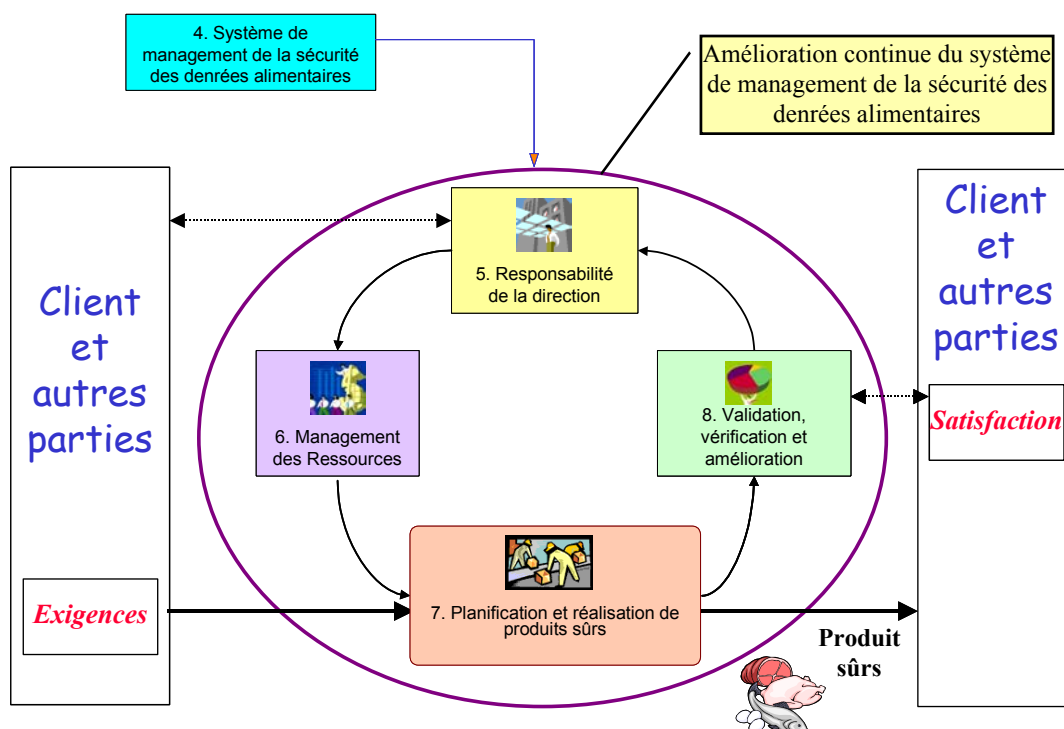 4. Système de
management de la sécurité
des denrées alimentaires
Amélioration continue du système
de management de la sécurité des
denrées alimentaires
Client
et
autres
parties
Exigences
5. Responsabilité
de la direction
6. Management
des Ressources
7. Planification et réalisation de
produits sûrs
8. Validation,
vérification et
amélioration
Client
et
autres
parties
Satisfaction
Produit
sûrs